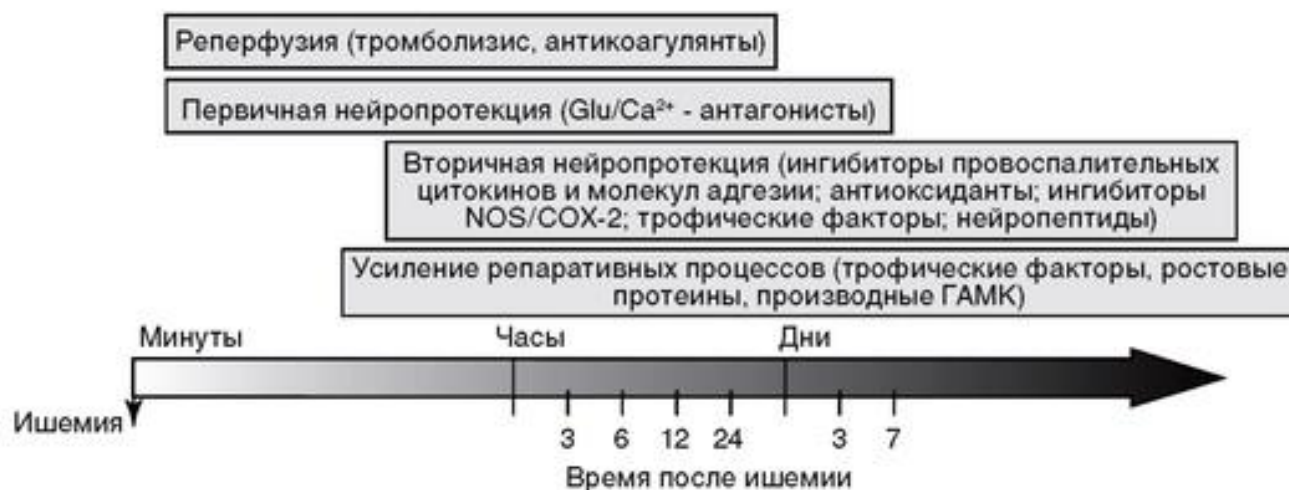 Реперфузия (тромболизис, антикоагулянты)
Первичная нейропротекция (Glu/Ca²⁺ - антагонисты)
Вторичная нейропротекция (ингибиторы провоспалительных
цитокинов и молекул адгезии; антиоксиданты; ингибиторы
NOS/COX-2; трофические факторы; нейропептиды)
Усиление репаративных процессов (трофические факторы, ростовые
протеины, производные ГАМК)
Минуты Часы Дни
Ишемия
3 6 12 24 3 7
Время после ишемии